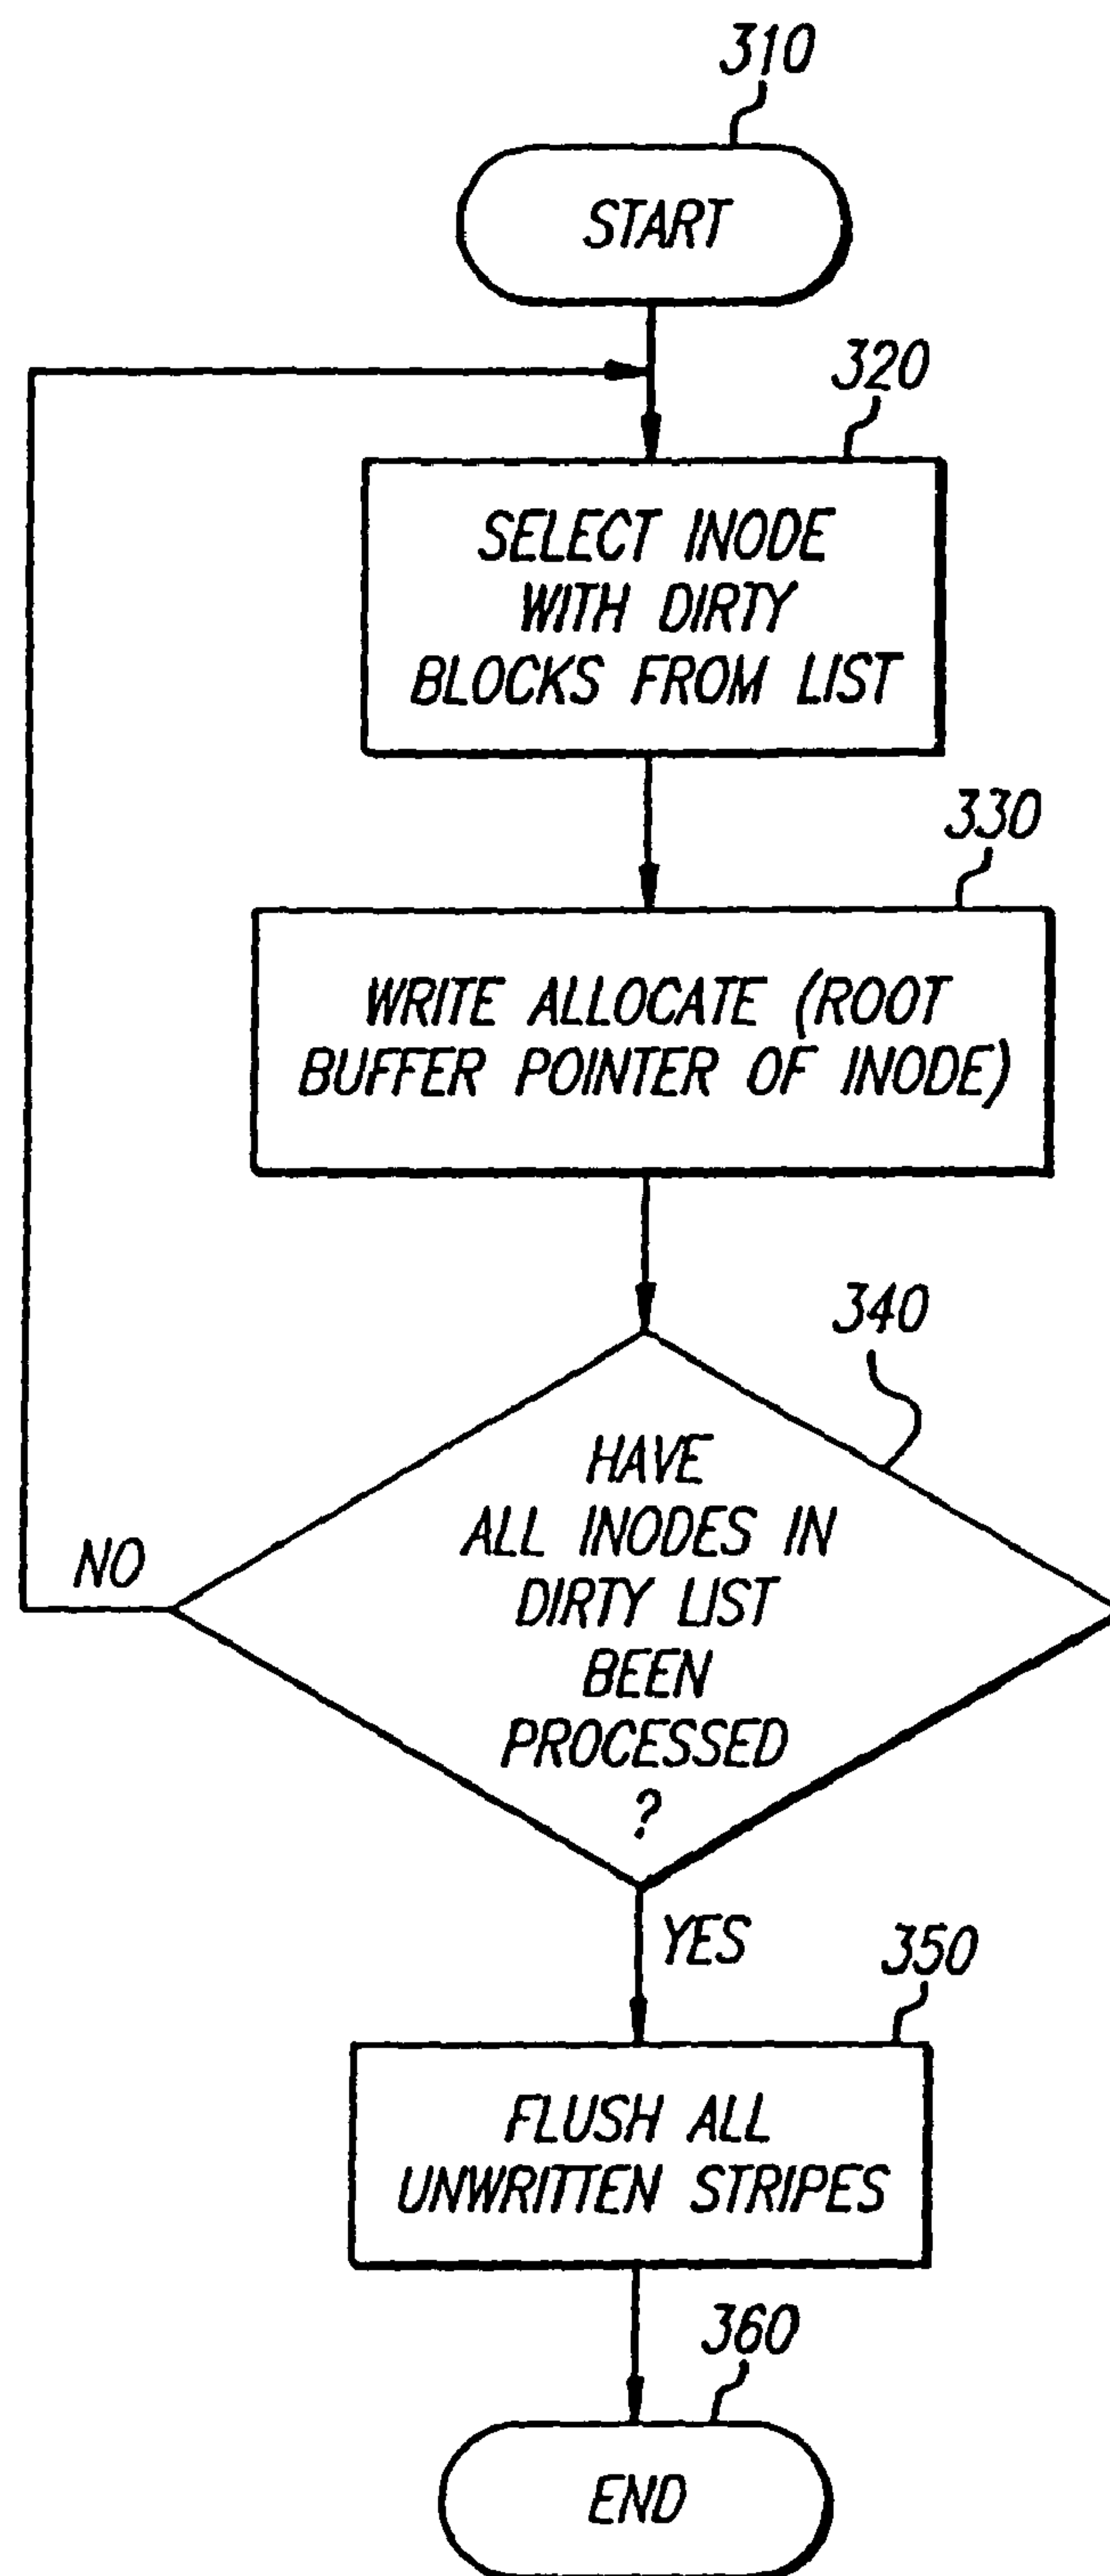 310
START
320
SELECT INODE
WITH DIRTY
BLOCKS FROM LIST
330
WRITE ALLOCATE (ROOT
BUFFER POINTER OF INODE)
340
HAVE
ALL INODES IN
DIRTY LIST
BEEN
PROCESSED
?
NO
YES
350
FLUSH ALL
UNWRITTEN STRIPES
360
END